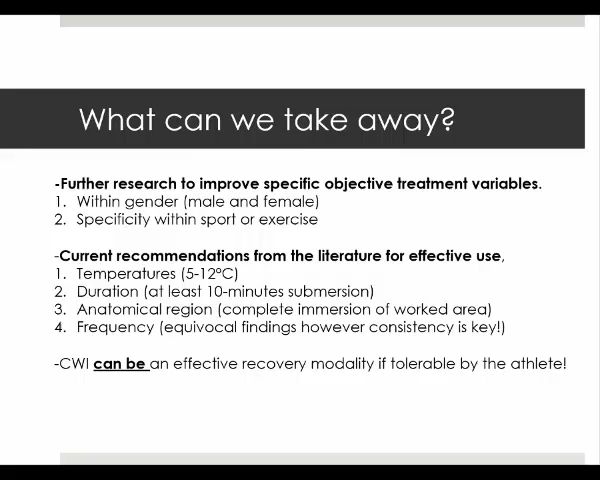 What can we take away?
-Further research to improve specific objective treatment variables.
1. Within gender (male and female)
2. Specificity within sport or exercise
-Current recommendations from the literature for effective use,
1. Temperatures (5-12°C)
2. Duration (at least 10-minutes submersion)
3. Anatomical region (complete immersion of worked area)
4. Frequency (equivocal findings however consistency is key!)
-CWI can be an effective recovery modality if tolerable by the athlete!